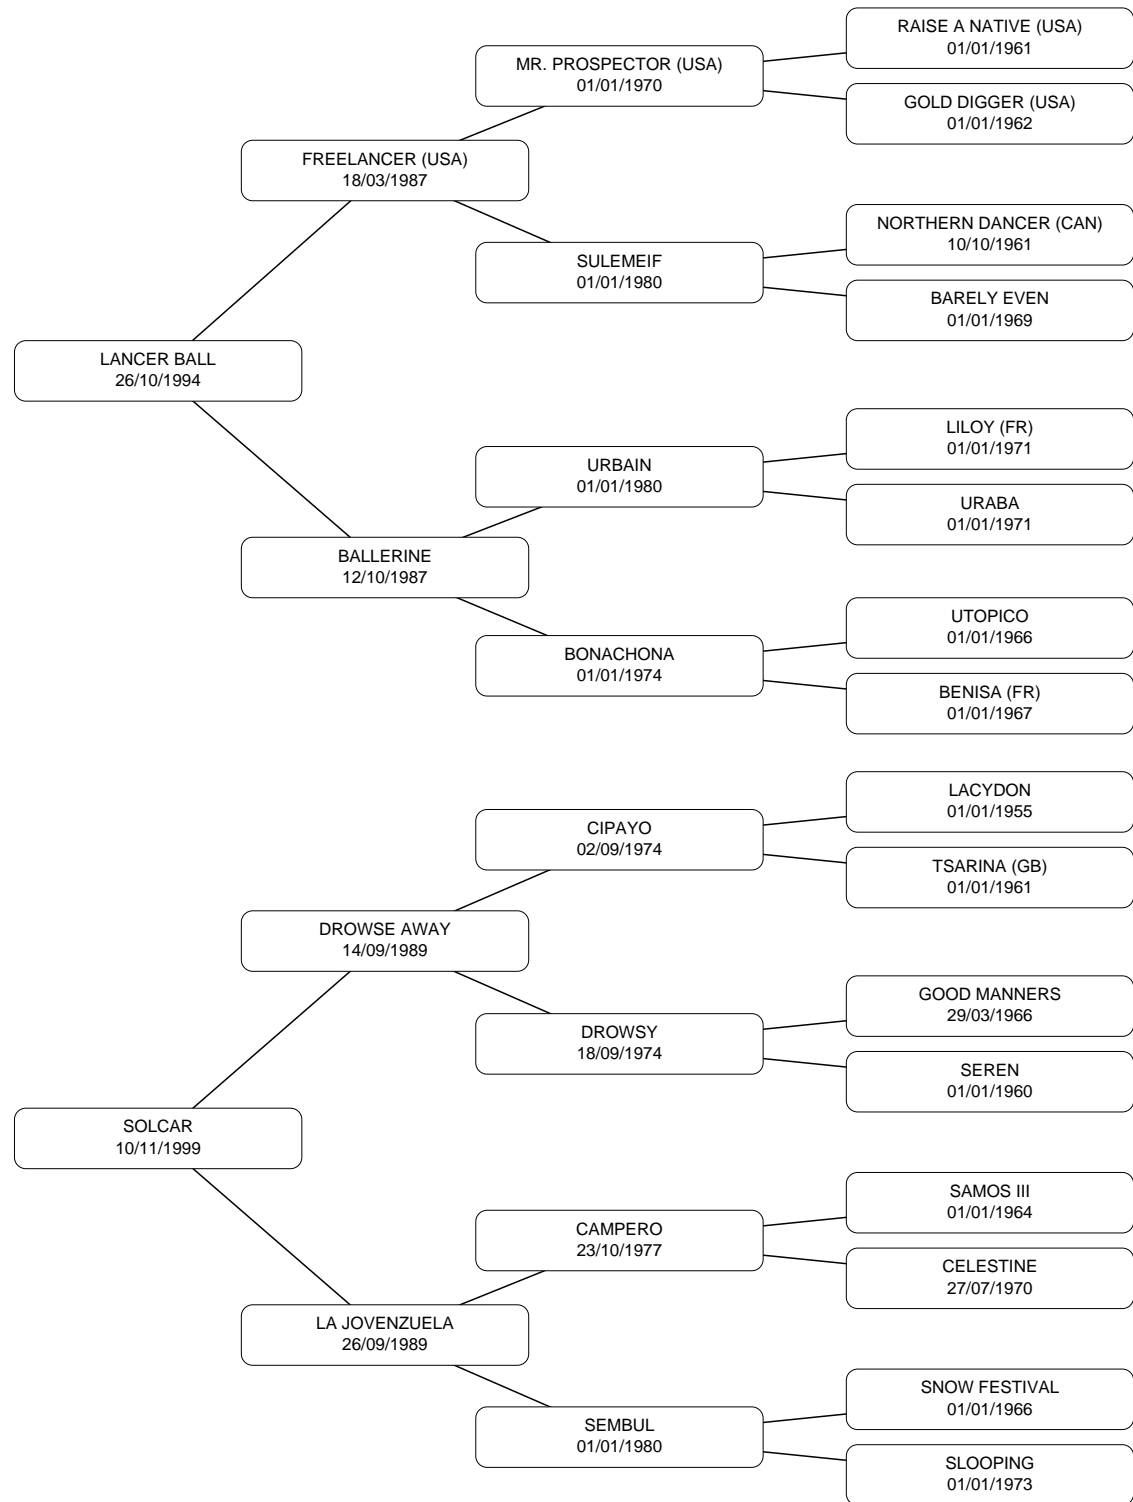 RAISE A NATIVE (USA)
01/01/1961
MR. PROSPECTOR (USA)
01/01/1970
GOLD DIGGER (USA)
01/01/1962
FREELANCER (USA)
18/03/1987
NORTHERN DANCER (CAN)
10/10/1961
SULEMEIF
01/01/1980
BARELY EVEN
01/01/1969
LANCER BALL
26/10/1994
LILOY (FR)
01/01/1971
URBAIN
01/01/1980
URABA
01/01/1971
BALLERINE
12/10/1987
UTOPICO
01/01/1966
BONACHONA
01/01/1974
BENISA (FR)
01/01/1967
LACYDON
01/01/1955
CIPAYO
02/09/1974
TSARINA (GB)
01/01/1961
DROWSE AWAY
14/09/1989
GOOD MANNERS
29/03/1966
DROWSY
18/09/1974
SEREN
01/01/1960
SOLCAR
10/11/1999
SAMOS III
01/01/1964
CAMPERO
23/10/1977
CELESTINE
27/07/1970
LA JOVENZUELA
26/09/1989
SNOW FESTIVAL
01/01/1966
SEMBUL
01/01/1980
SLOOPING
01/01/1973